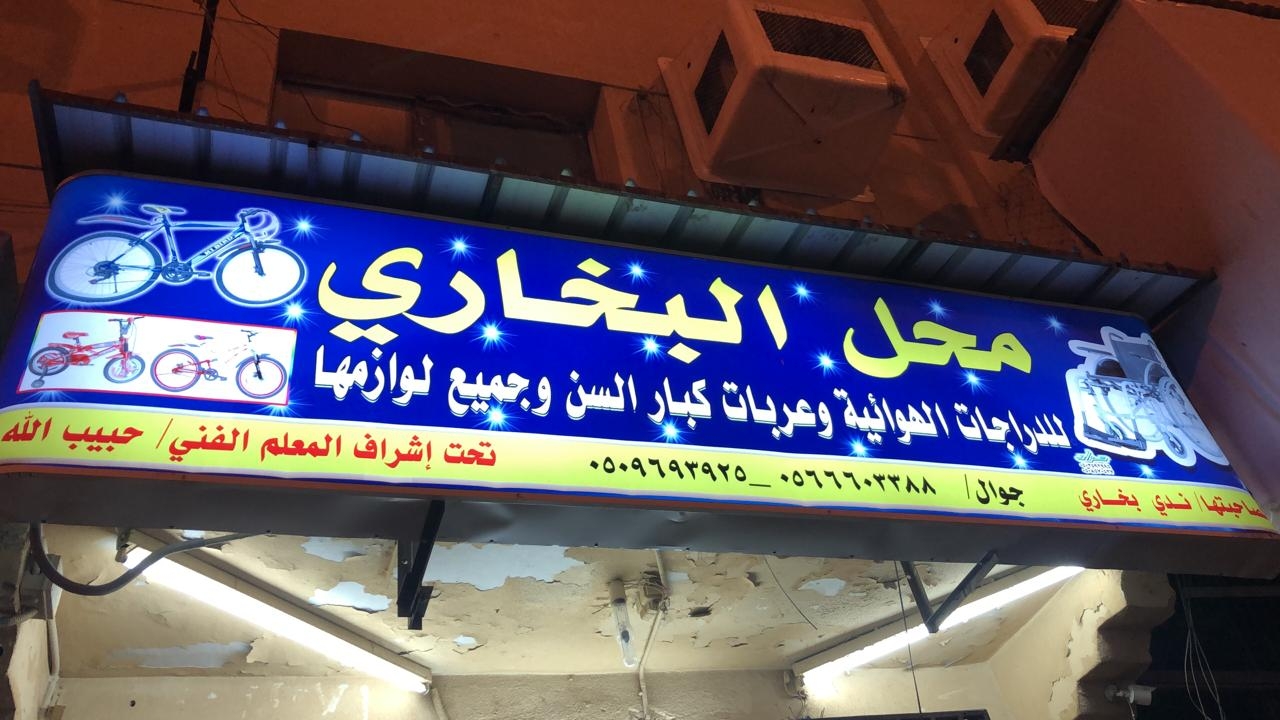 محل البخاري
للدراجات الهوائية وعربات كبار السن وجميع لوازمها
صاحبتها/ ندي بخاري جوال/ ٠٥٦٦٦٠٣٣٨٨ _ ٠٥٠٩٦٩٣٩٢٥ تحت إشراف المعلم الفني/ حبيب الله